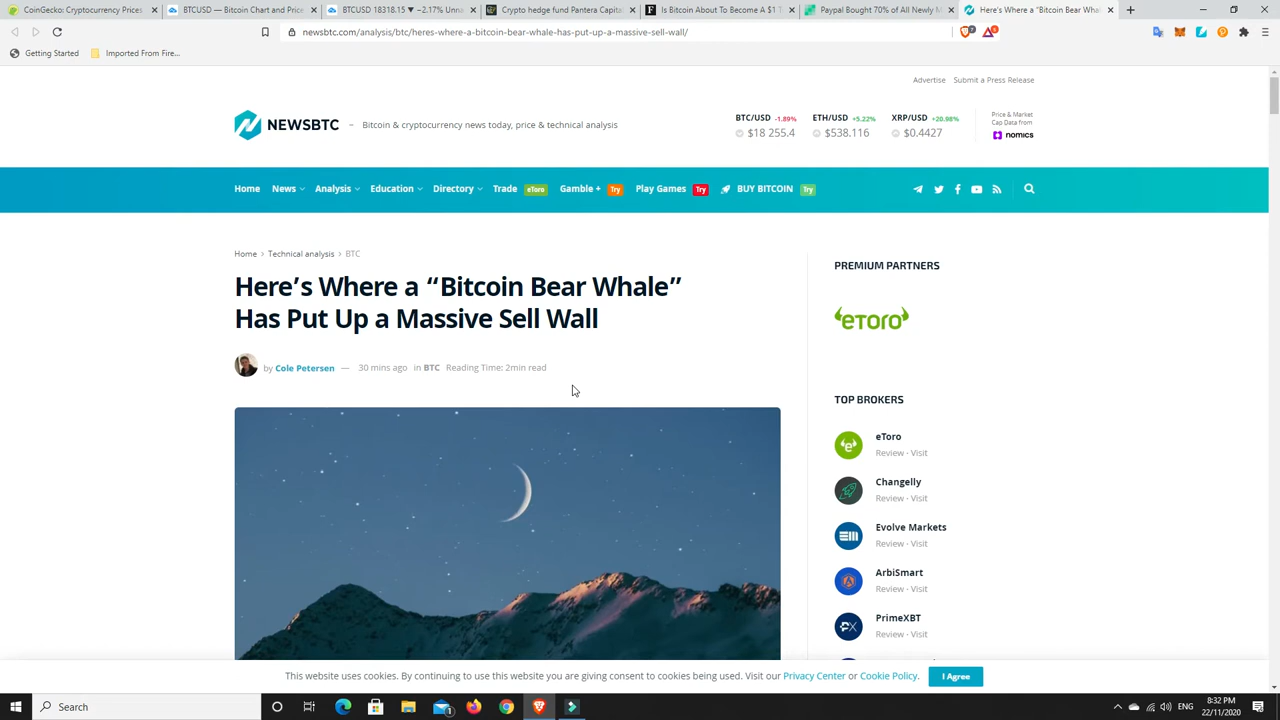 CoinGecko: Cryptocurrency Prices
BTCUSD — Bitcoin Chart and Price
BTCUSD 18318.15 ▼ −2.17% Unna
Crypto hedge fund Pantera Capita
Is Bitcoin About To Become A $1 T
Paypal Bought 70% of All Newly M
Here's Where a "Bitcoin Bear Wha
newsbtc.com/analysis/btc/heres-where-a-bitcoin-bear-whale-has-put-up-a-massive-sell-wall/
Getting Started
Imported From Fire...
Advertise Submit a Press Release
NEWSBTC – Bitcoin & cryptocurrency news today, price & technical analysis
BTC/USD -1.89% ETH/USD +5.22% XRP/USD +20.98%
$18 255.4 $538.116 $0.4427
Price & Market
Cap Data from
nomics
Home News Analysis Education Directory Trade eToro Gamble + Try Play Games Try BUY BITCOIN Try
Home > Technical analysis > BTC
Here's Where a “Bitcoin Bear Whale”
Has Put Up a Massive Sell Wall
by Cole Petersen — 30 mins ago in BTC Reading Time: 2min read
PREMIUM PARTNERS
eToro
TOP BROKERS
eToro
Review - Visit
Changelly
Review - Visit
Evolve Markets
Review - Visit
ArbiSmart
Review - Visit
PrimeXBT
Review - Visit
This website uses cookies. By continuing to use this website you are giving consent to cookies being used. Visit our Privacy Center or Cookie Policy. I Agree
Search
ENG
8:32 PM
22/11/2020